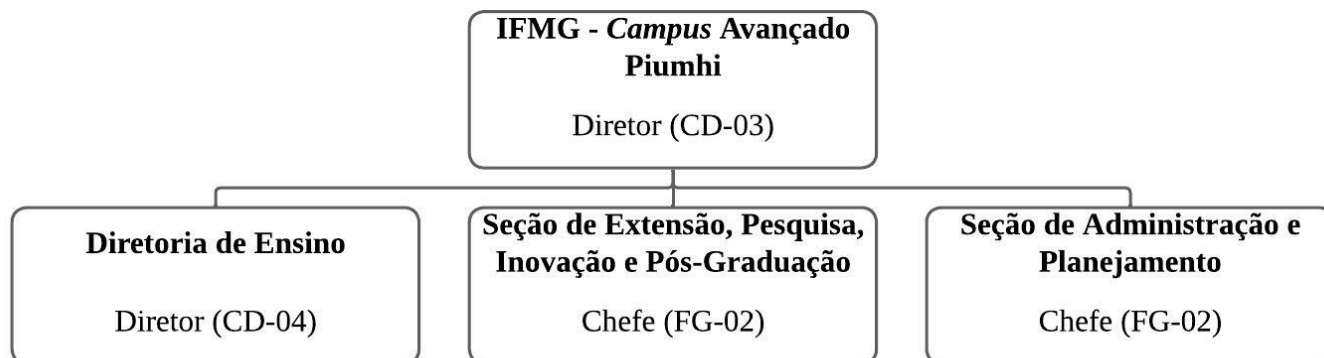 IFMG - Campus Avançado
Piumhi
Diretor (CD-03)
Diretoria de Ensino
Diretor (CD-04)
Seção de Extensão, Pesquisa,
Inovação e Pós-Graduação
Chefe (FG-02)
Seção de Administração e
Planejamento
Chefe (FG-02)